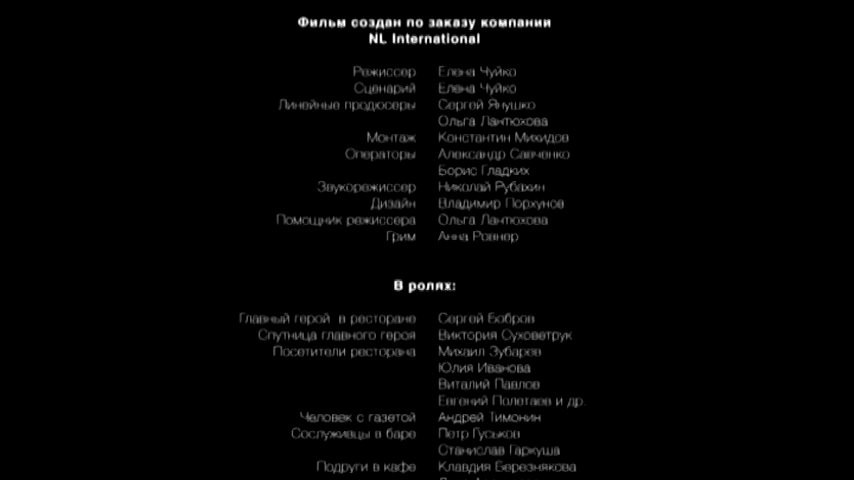 Фильм создан по заказу компании
NL International
Режиссер Елена Чуйко
Сценарий Елена Чуйко
Линейные продюсеры Сергей Янушко
Ольга Лантюхова
Монтаж Константин Михидов
Операторы Александр Савченко
Борис Гладких
Звукорежиссер Николай Рубахин
Дизайн Владимир Порхунов
Помощник режиссера Ольга Лантюхова
Грим Анна Ровнер
В ролях:
Главный герой в ресторане Сергей Бобров
Спутница главного героя Виктория Суховетрук
Посетители ресторана Михаил Зубарев
Юлия Иванова
Виталий Павлов
Евгений Полетаев и др.
Человек с газетой Андрей Тимонин
Сослуживцы в баре Петр Гуськов
Станислав Гаркуша
Подруги в кафе Клавдия Березнякова